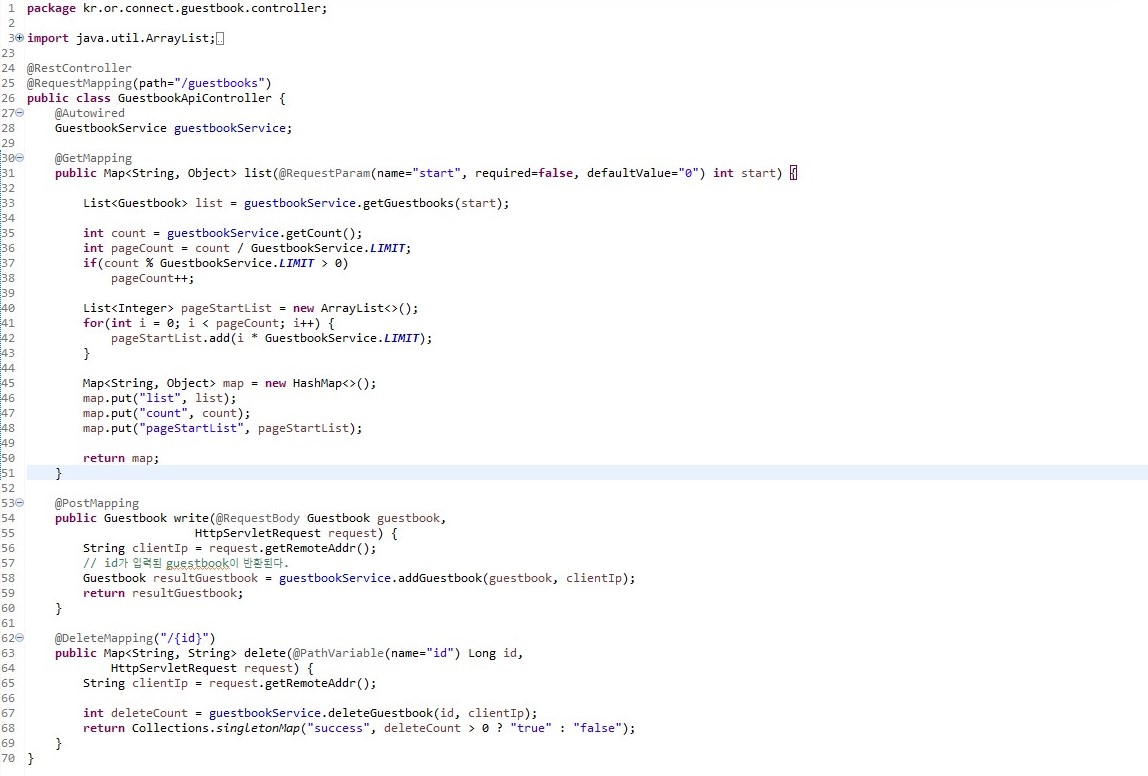 1 package kr.or.connect.guestbook.controller;
2
3 import java.util.ArrayList;
23
24 @RestController
25 @RequestMapping(path="/guestbooks")
26 public class GuestbookApiController {
27     @Autowired
28     GuestbookService guestbookService;
29
30     @GetMapping
31     public Map<String, Object> list(@RequestParam(name="start", required=false, defaultValue="0") int start) {
32
33         List<Guestbook> list = guestbookService.getGuestbooks(start);
34
35         int count = guestbookService.getCount();
36         int pageCount = count / GuestbookService.LIMIT;
37         if(count % GuestbookService.LIMIT > 0)
38             pageCount++;
39
40         List<Integer> pageStartList = new ArrayList<>();
41         for(int i = 0; i < pageCount; i++) {
42             pageStartList.add(i * GuestbookService.LIMIT);
43         }
44
45         Map<String, Object> map = new HashMap<>();
46         map.put("list", list);
47         map.put("count", count);
48         map.put("pageStartList", pageStartList);
49
50         return map;
51     }
52
53     @PostMapping
54     public Guestbook write(@RequestBody Guestbook guestbook,
55                         HttpServletRequest request) {
56         String clientIp = request.getRemoteAddr();
57         // id가 입력된 guestbook이 반환된다.
58         Guestbook resultGuestbook = guestbookService.addGuestbook(guestbook, clientIp);
59         return resultGuestbook;
60     }
61
62     @DeleteMapping("/{id}")
63     public Map<String, String> delete(@PathVariable(name="id") Long id,
64             HttpServletRequest request) {
65         String clientIp = request.getRemoteAddr();
66
67         int deleteCount = guestbookService.deleteGuestbook(id, clientIp);
68         return Collections.singletonMap("success", deleteCount > 0 ? "true" : "false");
69     }
70 }